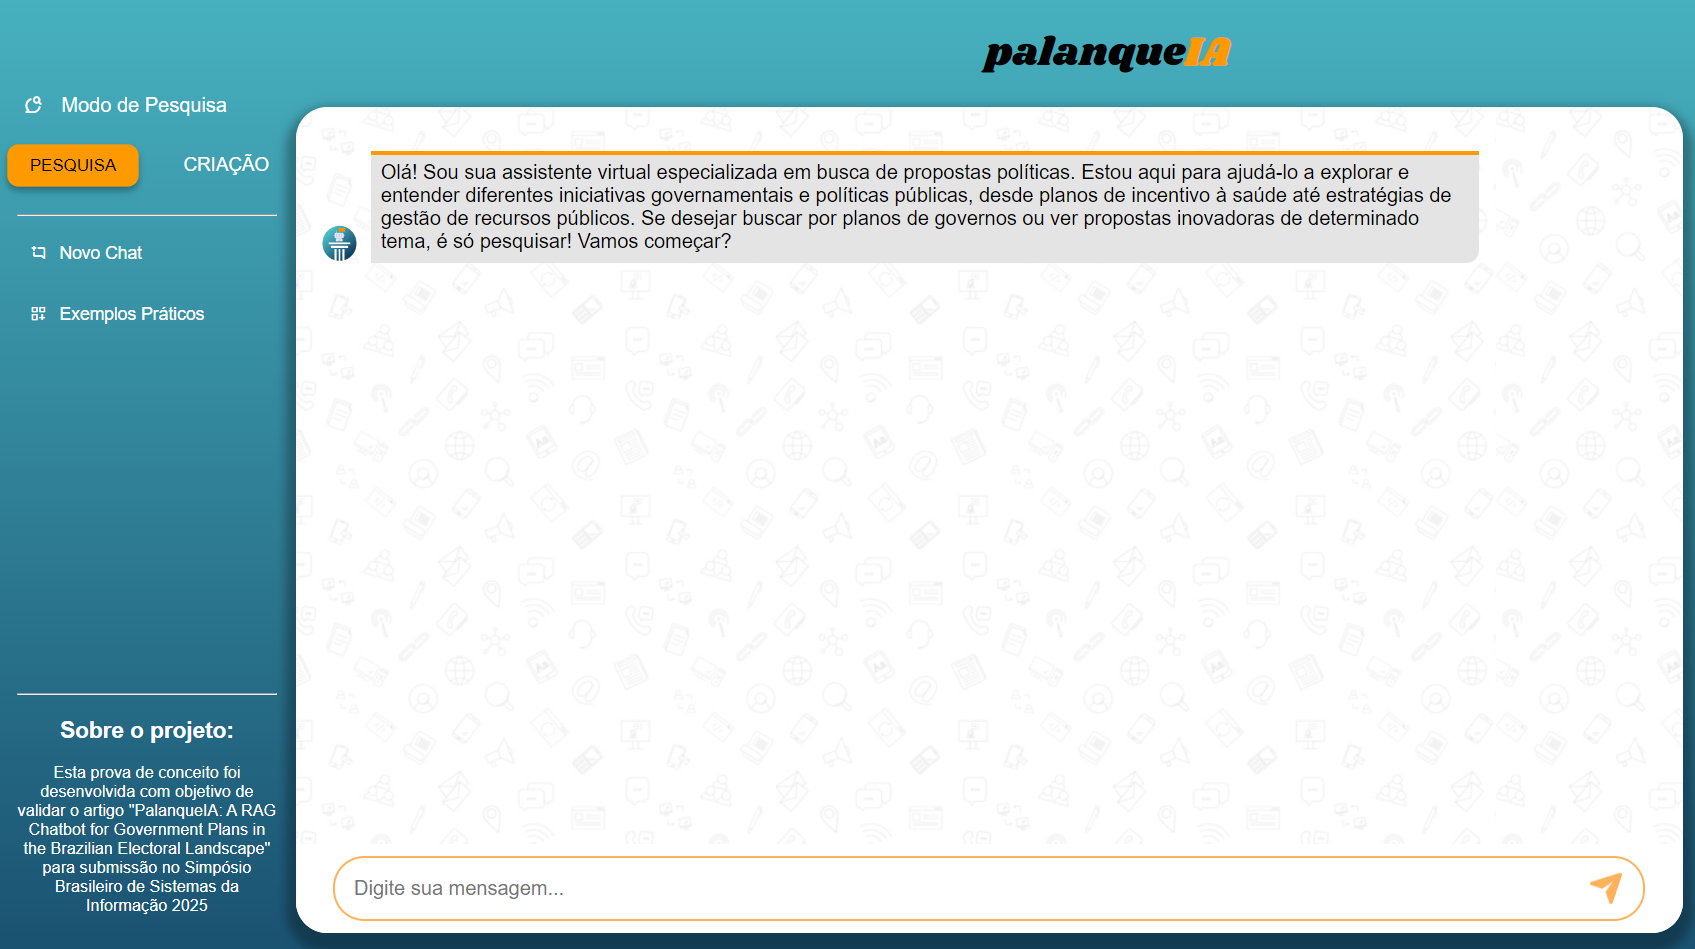 palanqueIA
Modo de Pesquisa
PESQUISA
CRIAÇÃO
Novo Chat
Exemplos Práticos
Sobre o projeto:
Esta prova de conceito foi
desenvolvida com objetivo de
validar o artigo "PalanqueIA: A RAG
Chatbot for Government Plans in
the Brazilian Electoral Landscape"
para submissão no Simpósio
Brasileiro de Sistemas da
Informação 2025
Olá! Sou sua assistente virtual especializada em busca de propostas políticas. Estou aqui para ajudá-lo a explorar e
entender diferentes iniciativas governamentais e políticas públicas, desde planos de incentivo à saúde até estratégias de
gestão de recursos públicos. Se desejar buscar por planos de governos ou ver propostas inovadoras de determinado
tema, é só pesquisar! Vamos começar?
Digite sua mensagem...